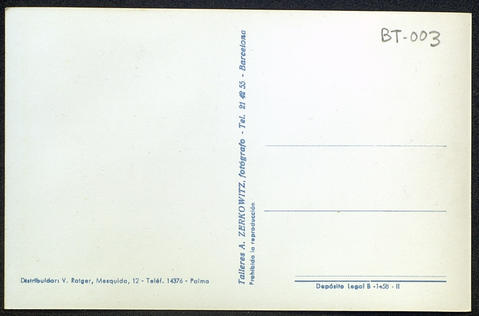 BT-003
Talleres A. ZERKOWITZ, fotógrafo - Tel. 21 42 55 - Barcelona
Prohibida la reproducción
Distribuidor: V. Rotger, Mesquida, 12 - Teléf. 14376 - Palma
Depósito Legal B -1458 - II